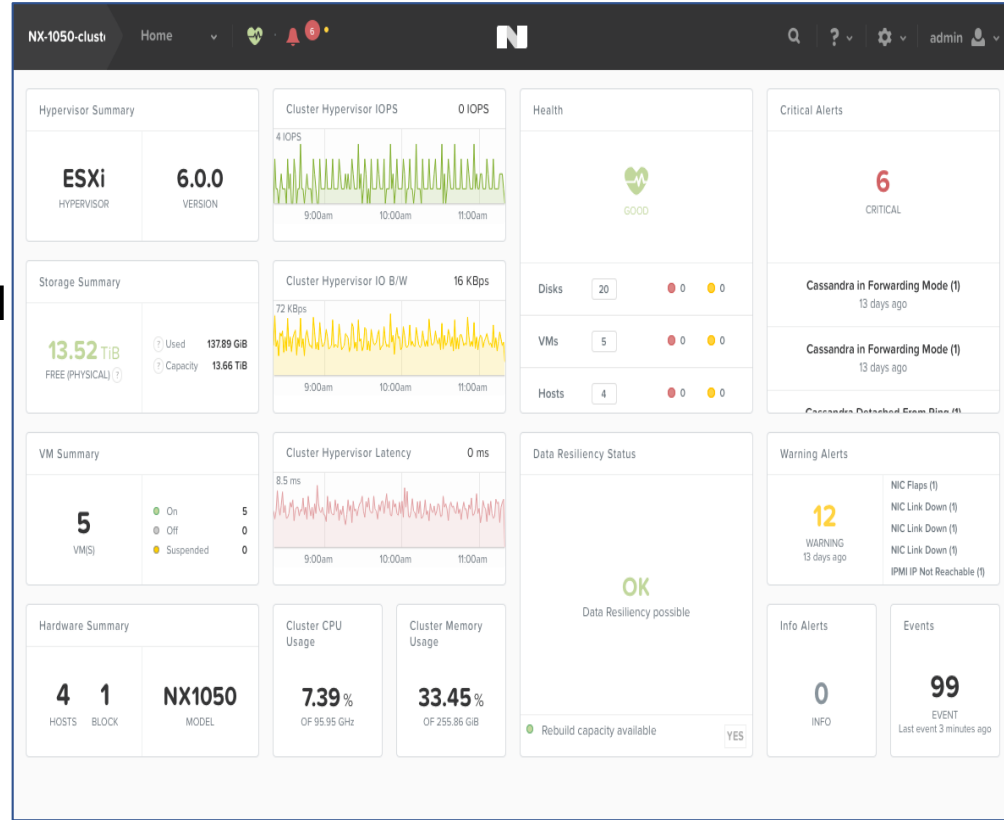 NX-1050-clust
Home
6
?
admin
Hypervisor Summary
ESXi
HYPERVISOR
6.0.0
VERSION
Cluster Hypervisor IOPS 0 IOPS
4 IOPS
9:00am 10:00am 11:00am
Health
GOOD
Disks 20 0 0
VMs 5 0 0
Hosts 4 0 0
Critical Alerts
6
CRITICAL
Cassandra in Forwarding Mode (1)
13 days ago
Cassandra in Forwarding Mode (1)
13 days ago
Cassandra Detached From Ring (1)
Storage Summary
13.52 TiB
FREE (PHYSICAL) ?
? Used 137.89 GiB
? Capacity 13.66 TiB
Cluster Hypervisor IO B/W 16 KBps
72 KBps
9:00am 10:00am 11:00am
VM Summary
5
VM(S)
On 5
Off 0
Suspended 0
Cluster Hypervisor Latency 0 ms
8.5 ms
9:00am 10:00am 11:00am
Data Resiliency Status
OK
Data Resiliency possible
Rebuild capacity available YES
Warning Alerts
12
WARNING
13 days ago
NIC Flaps (1)
NIC Link Down (1)
NIC Link Down (1)
NIC Link Down (1)
IPMI IP Not Reachable (1)
Hardware Summary
4
HOSTS
1
BLOCK
NX1050
MODEL
Cluster CPU
Usage
7.39 %
OF 95.95 GHz
Cluster Memory
Usage
33.45 %
OF 255.86 GiB
Info Alerts
0
INFO
Events
99
EVENT
Last event 3 minutes ago